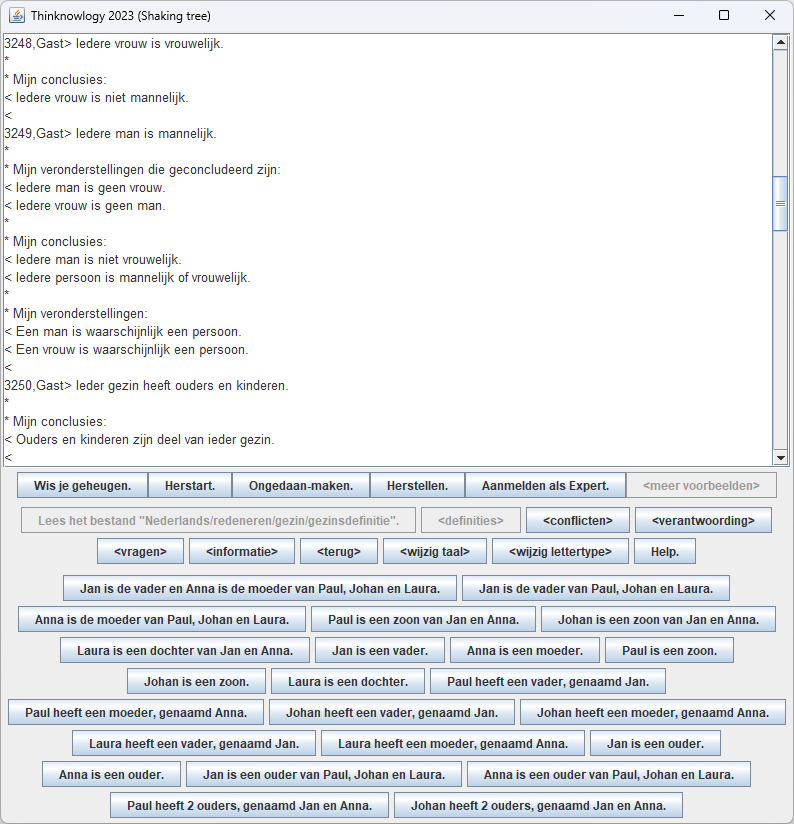 Thinknowlogy 2023 (Shaking tree)
3248,Gast> Iedere vrouw is vrouwelijk.
*
* Mijn conclusies:
< Iedere vrouw is niet mannelijk.
<
3249,Gast> Iedere man is mannelijk.
*
* Mijn veronderstellingen die geconcludeerd zijn:
< Iedere man is geen vrouw.
< Iedere vrouw is geen man.
*
* Mijn conclusies:
< Iedere man is niet vrouwelijk.
< Iedere persoon is mannelijk of vrouwelijk.
*
* Mijn veronderstellingen:
< Een man is waarschijnlijk een persoon.
< Een vrouw is waarschijnlijk een persoon.
<
3250,Gast> Ieder gezin heeft ouders en kinderen.
*
* Mijn conclusies:
< Ouders en kinderen zijn deel van ieder gezin.
<
Wis je geheugen. Herstart. Ongedaan-maken. Herstellen. Aanmelden als Expert. <meer voorbeelden>
Lees het bestand "Nederlands/redeneren/gezin/gezinsdefinitie". <definities> <conflicten> <verantwoording>
<vragen> <informatie> <terug> <wijzig taal> <wijzig lettertype> Help.
Jan is de vader en Anna is de moeder van Paul, Johan en Laura. Jan is de vader van Paul, Johan en Laura.
Anna is de moeder van Paul, Johan en Laura. Paul is een zoon van Jan en Anna. Johan is een zoon van Jan en Anna.
Laura is een dochter van Jan en Anna. Jan is een vader. Anna is een moeder. Paul is een zoon.
Johan is een zoon. Laura is een dochter. Paul heeft een vader, genaamd Jan.
Paul heeft een moeder, genaamd Anna. Johan heeft een vader, genaamd Jan. Johan heeft een moeder, genaamd Anna.
Laura heeft een vader, genaamd Jan. Laura heeft een moeder, genaamd Anna. Jan is een ouder.
Anna is een ouder. Jan is een ouder van Paul, Johan en Laura. Anna is een ouder van Paul, Johan en Laura.
Paul heeft 2 ouders, genaamd Jan en Anna. Johan heeft 2 ouders, genaamd Jan en Anna.